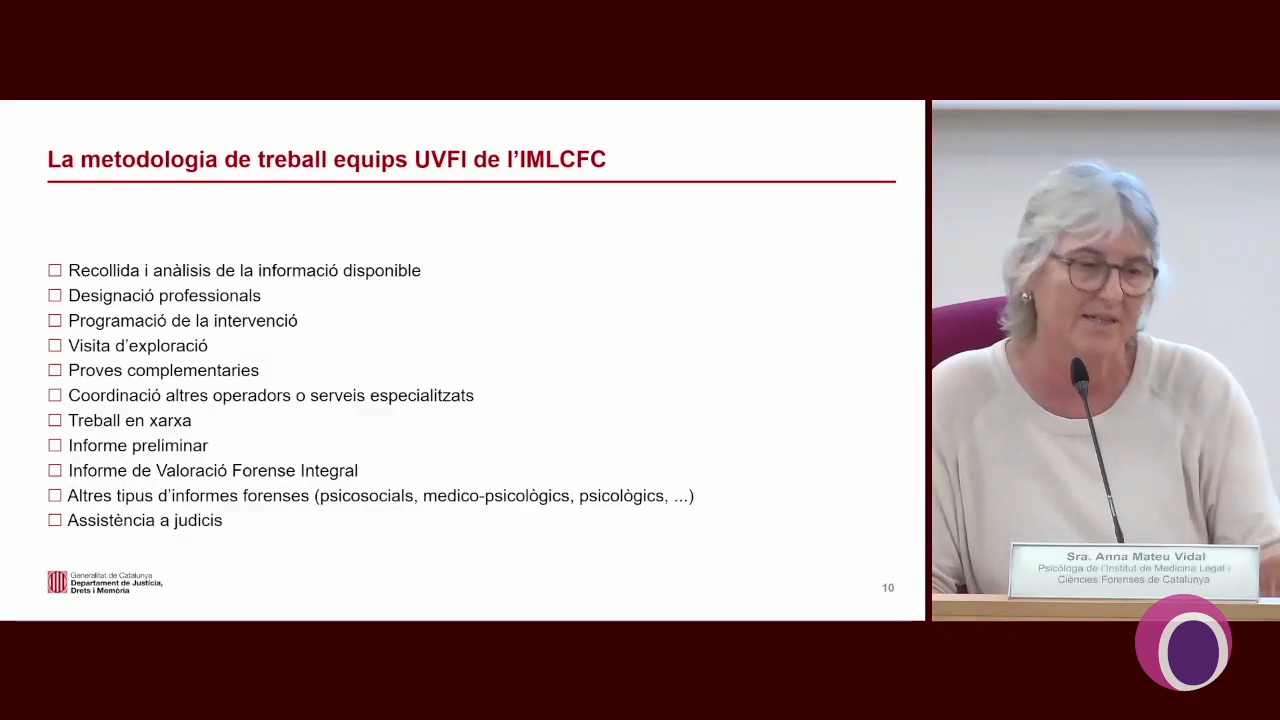 La metodologia de treball equips UVFI de l'IMLCFC
Recollida i anàlisis de la informació disponible
Designació professionals
Programació de la intervenció
Visita d'exploració
Proves complementaries
Coordinació altres operadors o serveis especialitzats
Treball en xarxa
Informe preliminar
Informe de Valoració Forense Integral
Altres tipus d'informes forenses (psicosocials, medico-psicològics, psicològics, ...)
Assistència a judicis
Generalitat de Catalunya
Departament de Justícia,
Drets i Memòria
10
Sra. Anna Mateu Vidal
Psicòloga de l'Institut de Medicina Legal i
Ciències Forenses de Catalunya